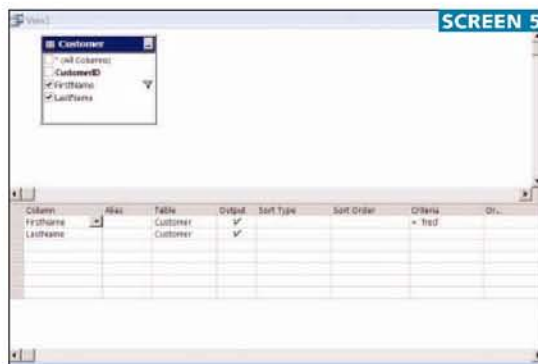 View1
SCREEN 5
Customer
* (All Columns)
CustomerID
FirstName
LastName
Column Alias Table Output Sort Type Sort Order Criteria Or...
FirstName Customer
LastName Customer